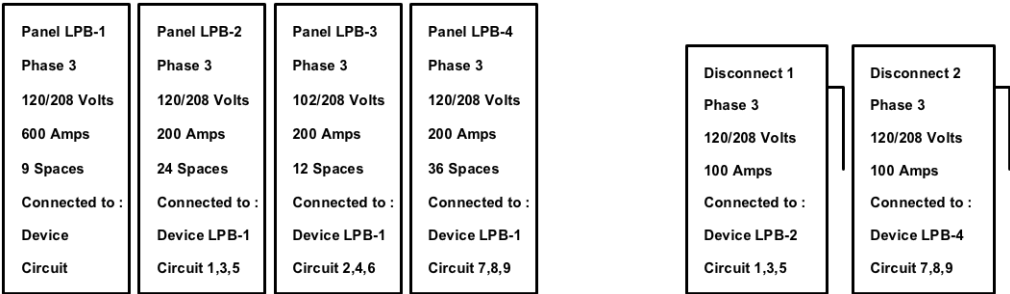 Panel LPB-1
Phase 3
120/208 Volts
600 Amps
9 Spaces
Connected to :
Device
Circuit
Panel LPB-2
Phase 3
120/208 Volts
200 Amps
24 Spaces
Connected to :
Device LPB-1
Circuit 1,3,5
Panel LPB-3
Phase 3
102/208 Volts
200 Amps
12 Spaces
Connected to :
Device LPB-1
Circuit 2,4,6
Panel LPB-4
Phase 3
120/208 Volts
200 Amps
36 Spaces
Connected to :
Device LPB-1
Circuit 7,8,9
Disconnect 1
Phase 3
120/208 Volts
100 Amps
Connected to :
Device LPB-2
Circuit 1,3,5
Disconnect 2
Phase 3
120/208 Volts
100 Amps
Connected to :
Device LPB-4
Circuit 7,8,9